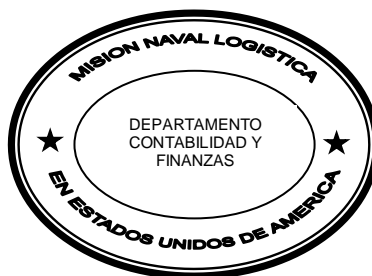 MISION NAVAL LOGISTICA
DEPARTAMENTO
CONTABILIDAD Y
FINANZAS
EN ESTADOS UNIDOS DE AMERICA